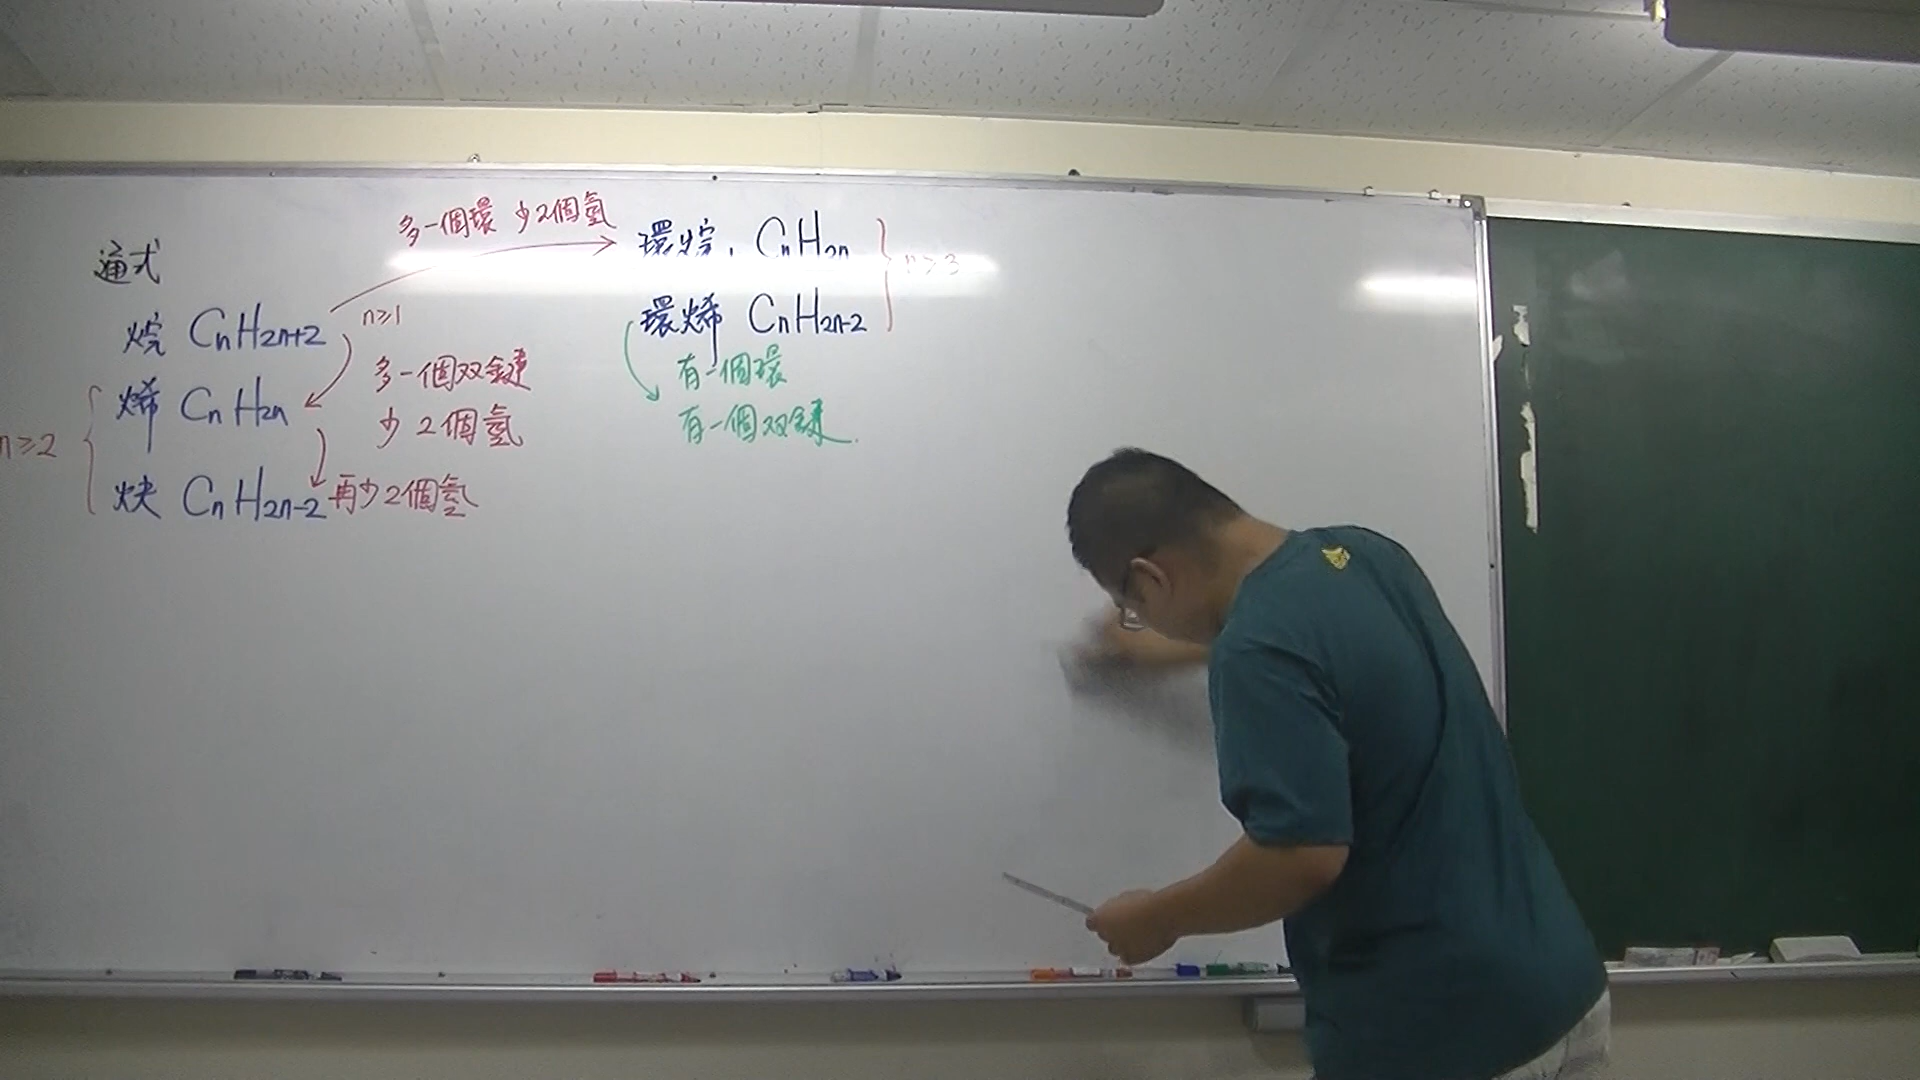 通式
烷 CnH2n+2 n≥1
多一個環 少2個氫
多一個双鍵
少2個氫
n≥2
烯 CnH2n
炔 CnH2n-2 再少2個氫
環烷, CnH2n
n≥3
環烯 CnH2n-2
有一個環
有一個双鍵.